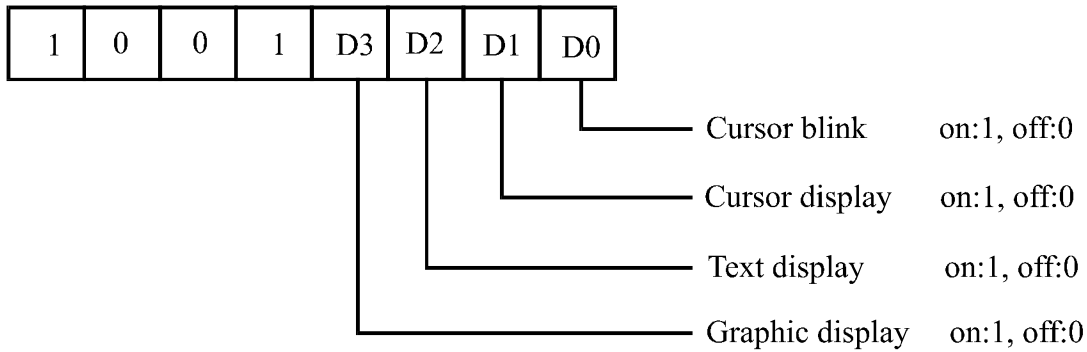 1 0 0 1 D3 D2 D1 D0
Cursor blink on:1, off:0
Cursor display on:1, off:0
Text display on:1, off:0
Graphic display on:1, off:0